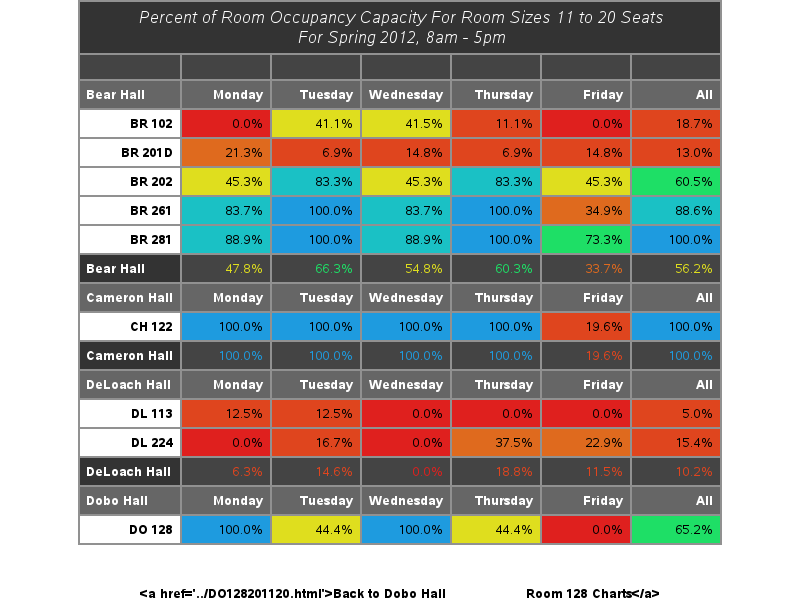 Percent of Room Occupancy Capacity For Room Sizes 11 to 20 Seats
For Spring 2012, 8am - 5pm
Bear Hall Monday Tuesday Wednesday Thursday Friday All
BR 102 0.0% 41.1% 41.5% 11.1% 0.0% 18.7%
BR 201D 21.3% 6.9% 14.8% 6.9% 14.8% 13.0%
BR 202 45.3% 83.3% 45.3% 83.3% 45.3% 60.5%
BR 261 83.7% 100.0% 83.7% 100.0% 34.9% 88.6%
BR 281 88.9% 100.0% 88.9% 100.0% 73.3% 100.0%
Bear Hall 47.8% 66.3% 54.8% 60.3% 33.7% 56.2%
Cameron Hall Monday Tuesday Wednesday Thursday Friday All
CH 122 100.0% 100.0% 100.0% 100.0% 19.6% 100.0%
Cameron Hall 100.0% 100.0% 100.0% 100.0% 19.6% 100.0%
DeLoach Hall Monday Tuesday Wednesday Thursday Friday All
DL 113 12.5% 12.5% 0.0% 0.0% 0.0% 5.0%
DL 224 0.0% 16.7% 0.0% 37.5% 22.9% 15.4%
DeLoach Hall 6.3% 14.6% 0.0% 18.8% 11.5% 10.2%
Dobo Hall Monday Tuesday Wednesday Thursday Friday All
DO 128 100.0% 44.4% 100.0% 44.4% 0.0% 65.2%
<a href='../DO128201120.html'>Back to Dobo Hall Room 128 Charts</a>